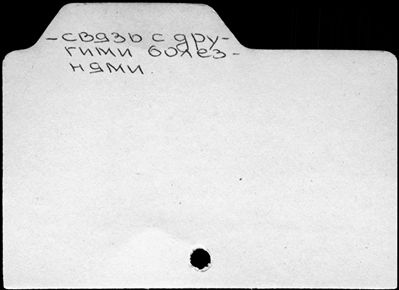 -связь с дру-
гими болез-
нями.